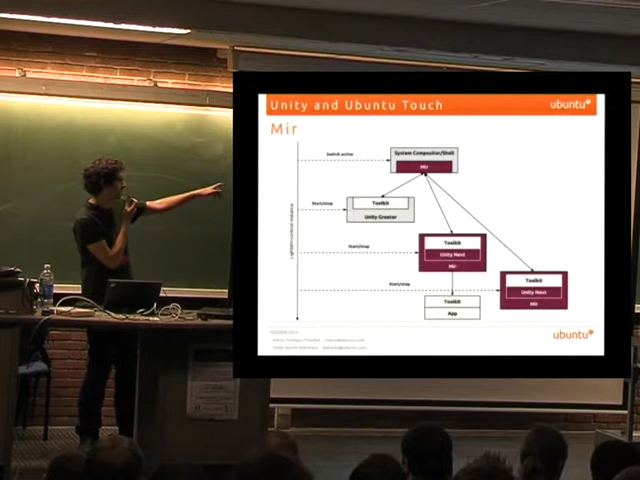 Unity and Ubuntu Touch
ubuntu
Mir
System Compositor/Shell
Mir
Switch active
Toolkit
Unity Greeter
Start/stop
Toolkit
Unity Next
Mir
Start/stop
Toolkit
Unity Next
Mir
Start/stop
Toolkit
App
ubuntu